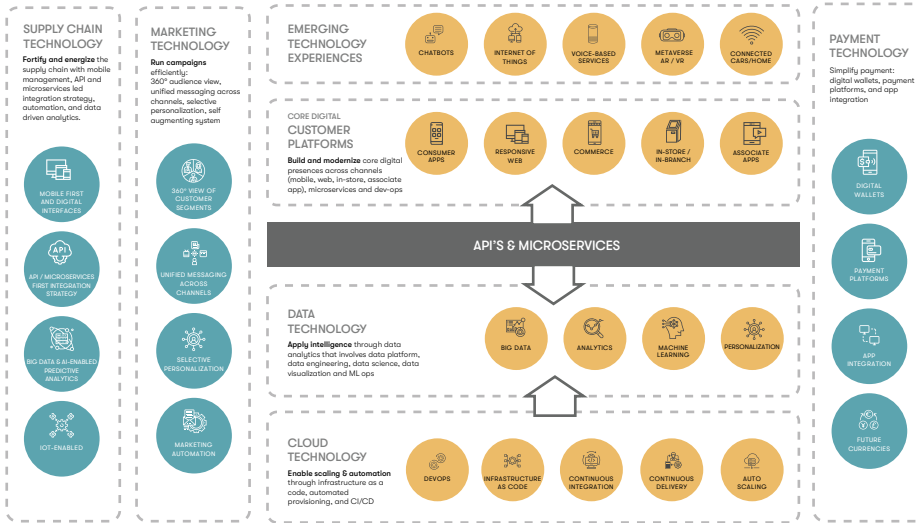 SUPPLY CHAIN
TECHNOLOGY
Fortify and energize the
supply chain with mobile
management, API and
microservices led
integration strategy,
automation, and data
driven analytics.
MOBILE FIRST
AND DIGITAL
INTERFACES
API
API / MICROSERVICES
FIRST INTEGRATION
STRATEGY
BIG DATA & AI-ENABLED
PREDICTIVE
ANALYTICS
IOT-ENABLED
MARKETING
TECHNOLOGY
Run campaigns
efficiently:
360° audience view,
unified messaging across
channels, selective
personalization, self
augmenting system
360° VIEW OF
CUSTOMER
SEGMENTS
UNIFIED MESSAGING
ACROSS
CHANNELS
SELECTIVE
PERSONALIZATION
MARKETING
AUTOMATION
EMERGING
TECHNOLOGY
EXPERIENCES
CHATBOTS
INTERNET OF
THINGS
VOICE-BASED
SERVICES
METAVERSE
AR / VR
CONNECTED
CARS/HOME
CORE DIGITAL
CUSTOMER
PLATFORMS
Build and modernize core digital
presences across channels
(mobile, web, in-store, associate
app), microservices and dev-ops
CONSUMER
APPS
RESPONSIVE
WEB
COMMERCE
IN-STORE /
IN-BRANCH
ASSOCIATE
APPS
API'S & MICROSERVICES
DATA
TECHNOLOGY
Apply intelligence through data
analytics that involves data platform,
data engineering, data science, data
visualization and ML ops
BIG DATA
ANALYTICS
MACHINE
LEARNING
PERSONALIZATION
CLOUD
TECHNOLOGY
Enable scaling & automation
through infrastructure as a
code, automated
provisioning, and CI/CD
DEVOPS
INFRASTRUCTURE
AS CODE
CONTINUOUS
INTEGRATION
CONTINUOUS
DELIVERY
AUTO
SCALING
PAYMENT
TECHNOLOGY
Simplify payment:
digital wallets, payment
platforms, and app
integration
DIGITAL
WALLETS
PAYMENT
PLATFORMS
APP
INTEGRATION
FUTURE
CURRENCIES